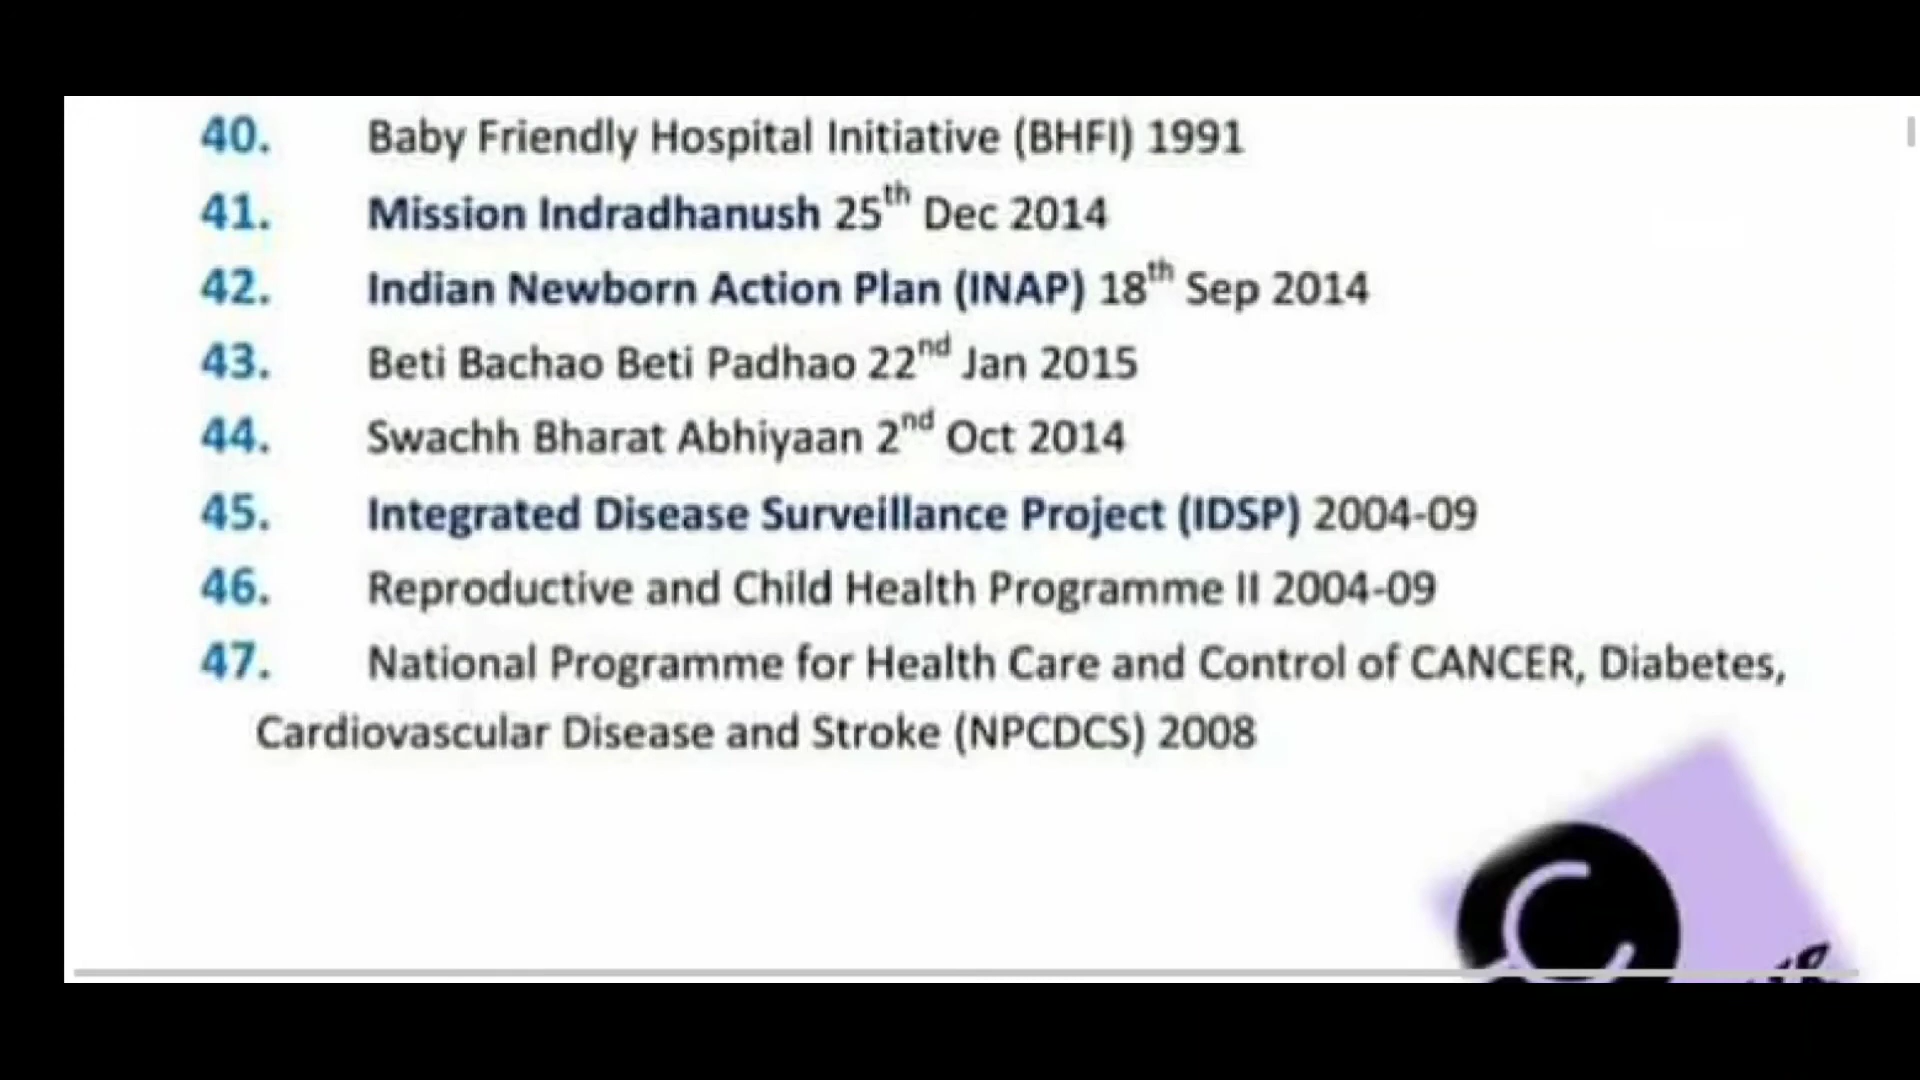 40. Baby Friendly Hospital Initiative (BHFI) 1991
41. Mission Indradhanush 25th Dec 2014
42. Indian Newborn Action Plan (INAP) 18th Sep 2014
43. Beti Bachao Beti Padhao 22nd Jan 2015
44. Swachh Bharat Abhiyaan 2nd Oct 2014
45. Integrated Disease Surveillance Project (IDSP) 2004-09
46. Reproductive and Child Health Programme II 2004-09
47. National Programme for Health Care and Control of CANCER, Diabetes,
Cardiovascular Disease and Stroke (NPCDCS) 2008